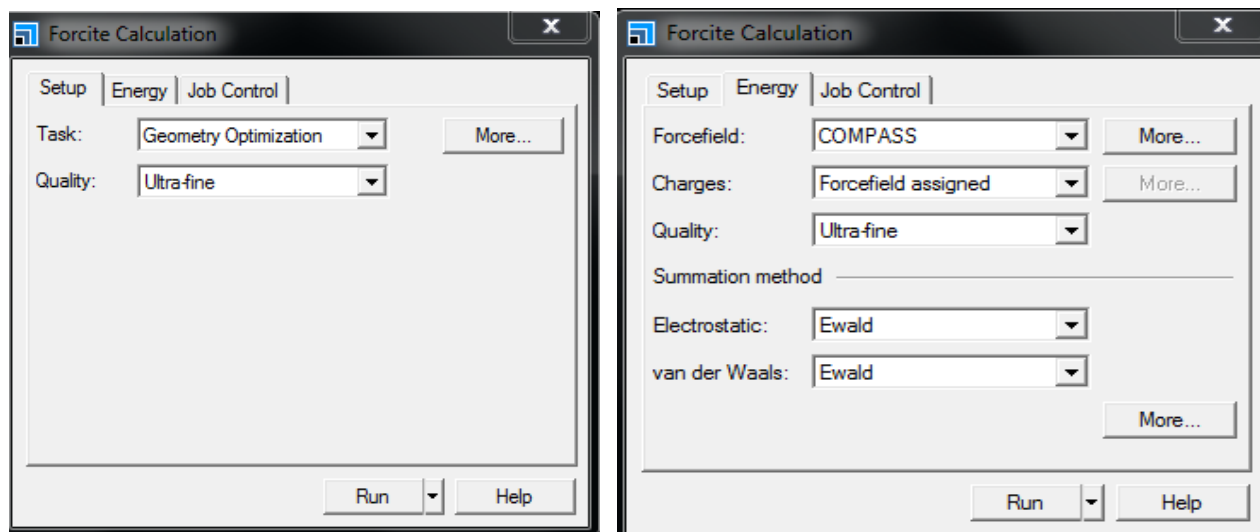 Forcite Calculation
x
Setup Energy Job Control
Task: Geometry Optimization More...
Quality: Ultra-fine
Run Help
Forcite Calculation
x
Setup Energy Job Control
Forcefield: COMPASS More...
Charges: Forcefield assigned More...
Quality: Ultra-fine
Summation method
Electrostatic: Ewald
van der Waals: Ewald
More...
Run Help